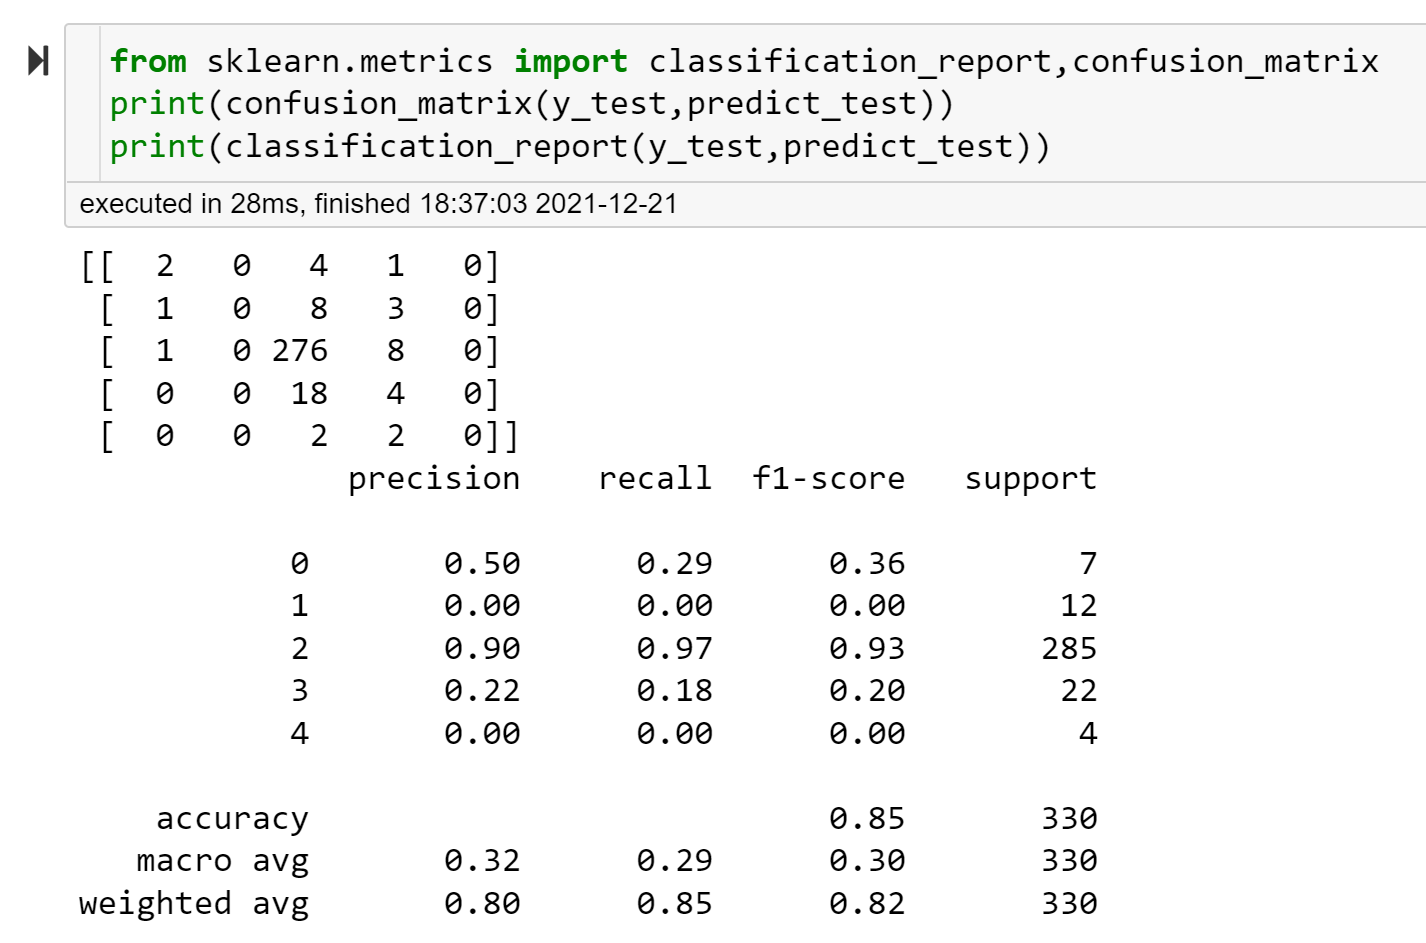 from sklearn.metrics import classification_report,confusion_matrix
print(confusion_matrix(y_test,predict_test))
print(classification_report(y_test,predict_test))
executed in 28ms, finished 18:37:03 2021-12-21
[[  2   0   4   1   0]
 [  1   0   8   3   0]
 [  1   0 276   8   0]
 [  0   0  18   4   0]
 [  0   0   2   2   0]]
              precision    recall  f1-score   support
           0       0.50      0.29      0.36         7
           1       0.00      0.00      0.00        12
           2       0.90      0.97      0.93       285
           3       0.22      0.18      0.20        22
           4       0.00      0.00      0.00         4
    accuracy                           0.85       330
   macro avg       0.32      0.29      0.30       330
weighted avg       0.80      0.85      0.82       330